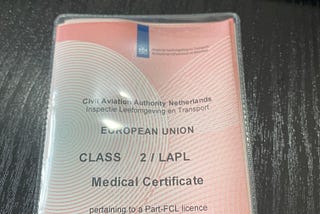 Civil Aviation Authority Netherlands
Inspectie Leefomgeving en Transport
EUROPEAN UNION
CLASS 2 / LAPL
Medical Certificate
pertaining to a Part-FCL licence